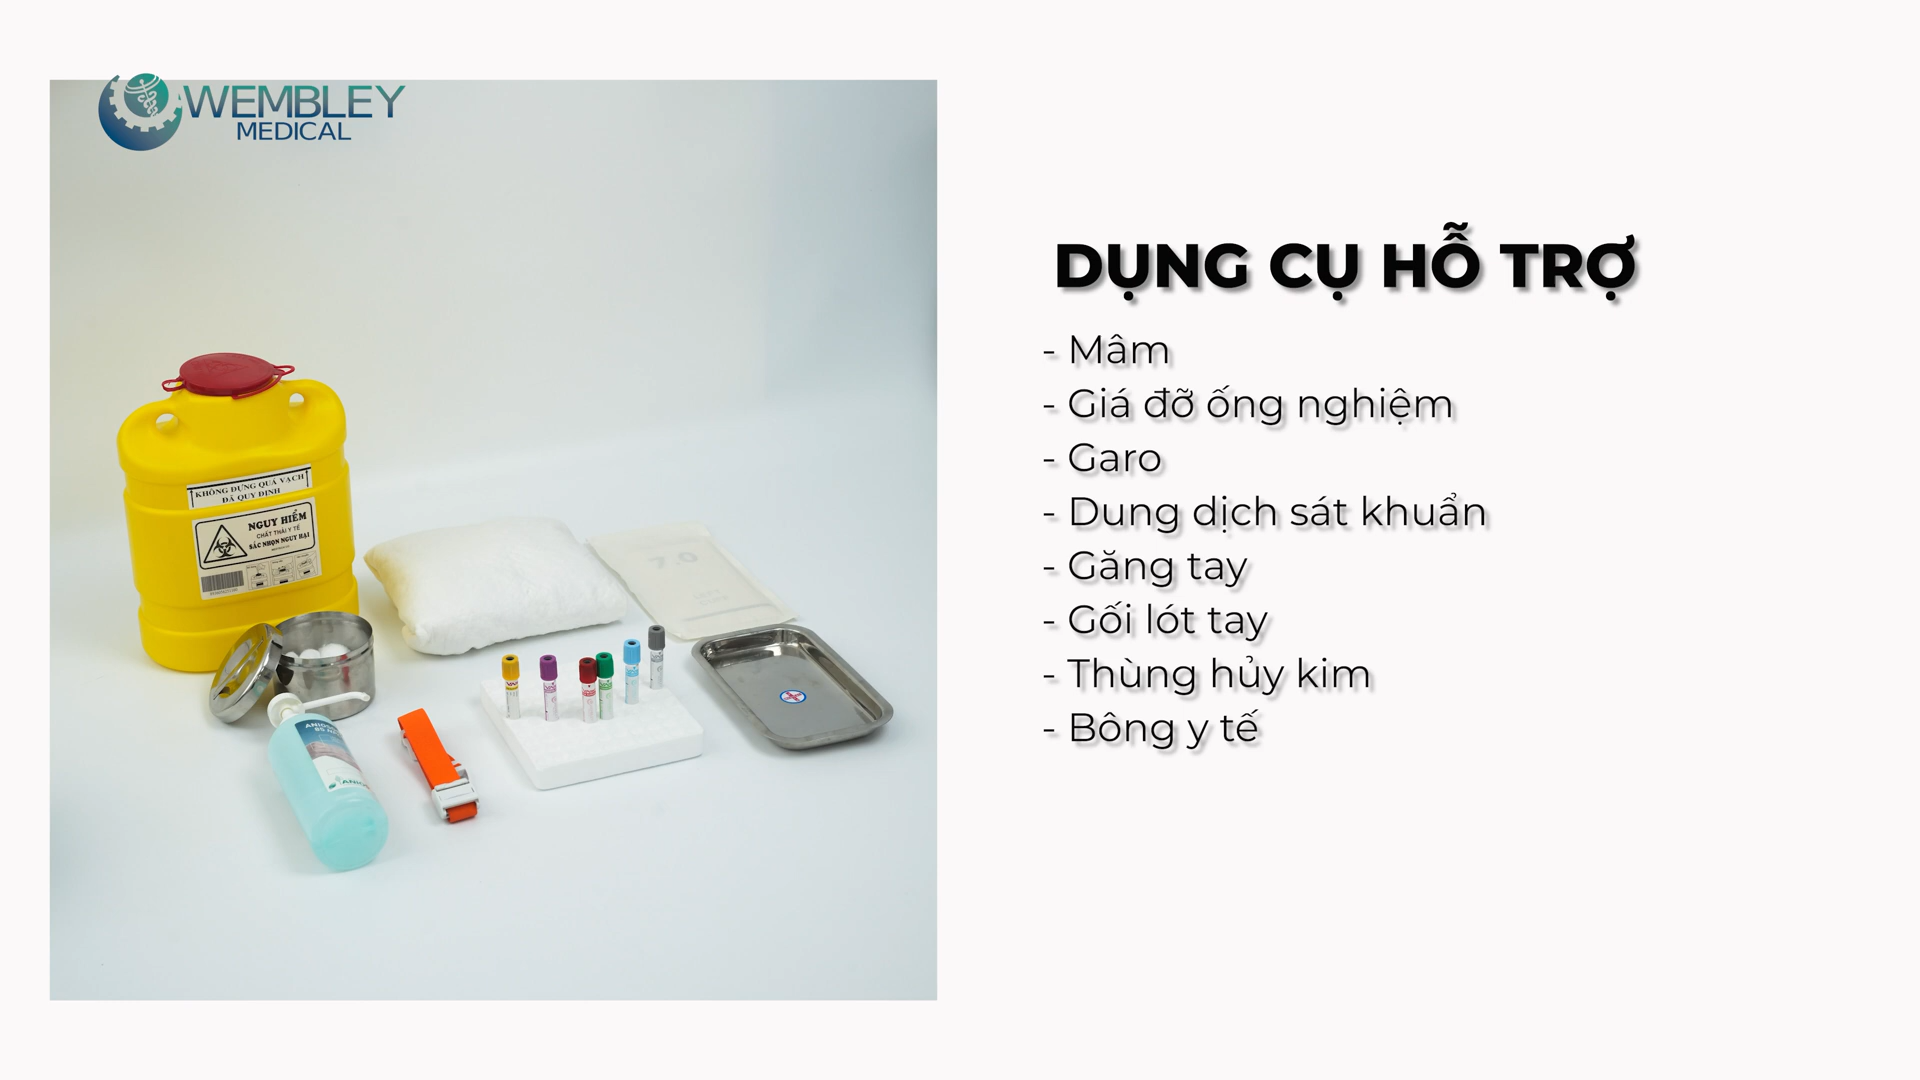 WEMBLEY
MEDICAL
DỤNG CỤ HỖ TRỢ
- Mâm
- Giá đỡ ống nghiệm
- Garo
- Dung dịch sát khuẩn
- Găng tay
- Gối lót tay
- Thùng hủy kim
- Bông y tế
KHÔNG ĐỰNG QUÁ VẠCH
ĐÃ QUY ĐỊNH
NGUY HIỂM
CHẤT THẢI Y TẾ
SẮC NHỌN NGUY HẠI
7.0